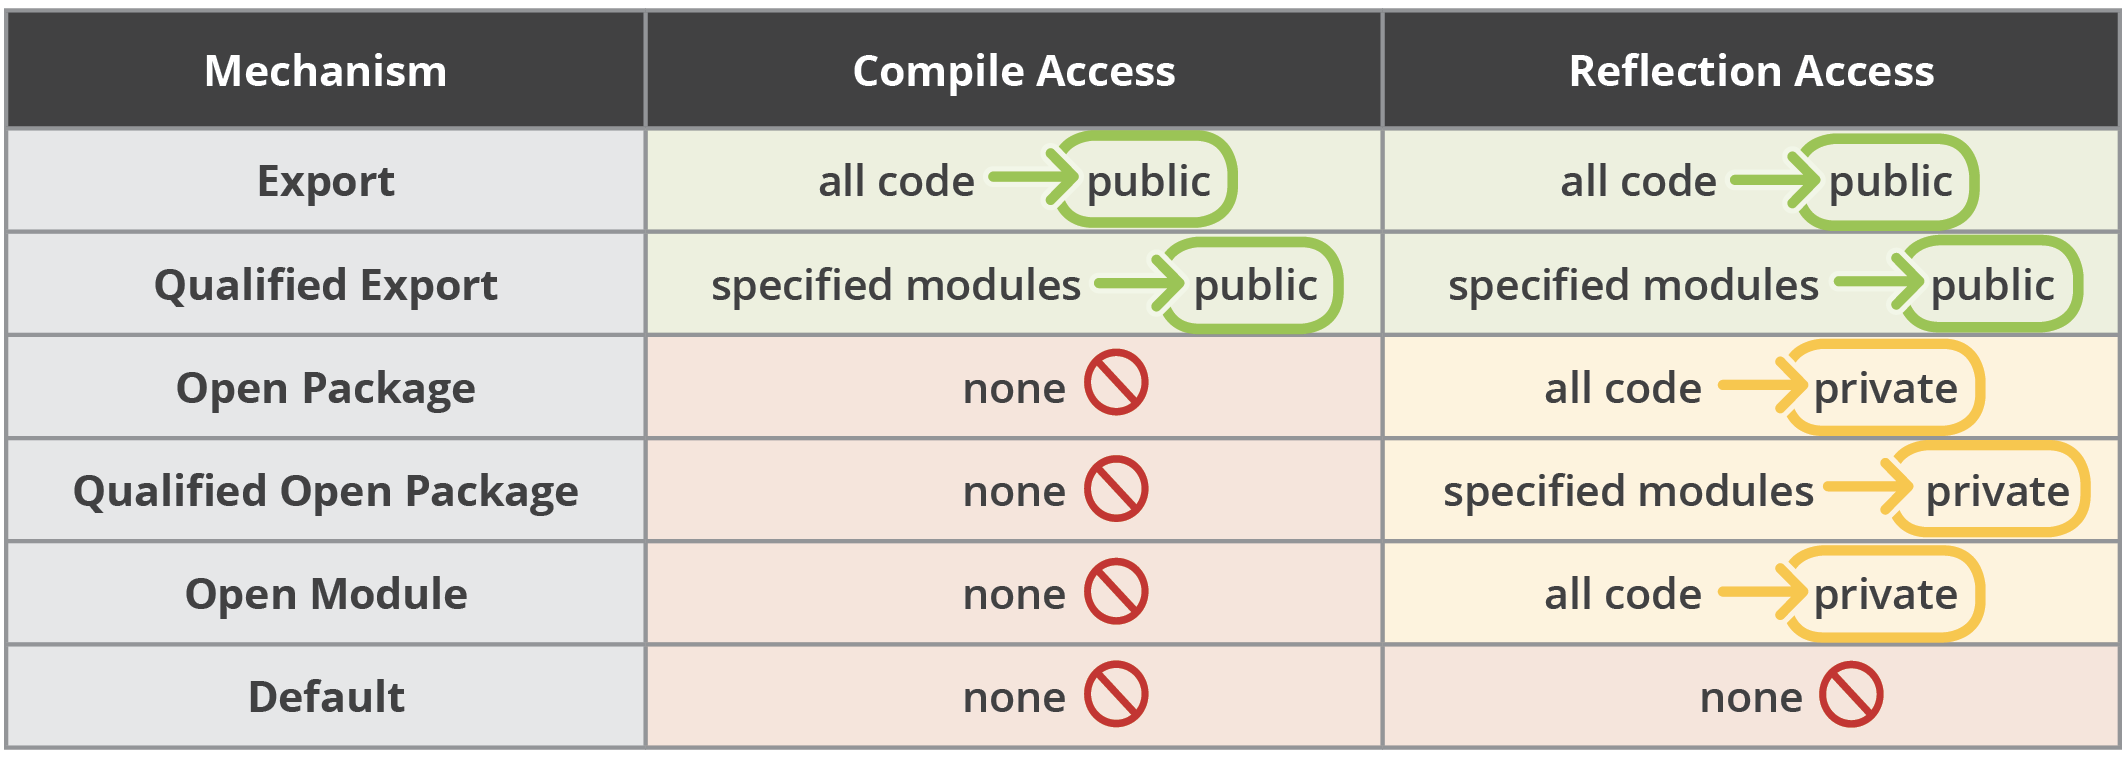 Mechanism Compile Access Reflection Access
Export all code public all code public
Qualified Export specified modules public specified modules public
Open Package none all code private
Qualified Open Package none specified modules private
Open Module none all code private
Default none none